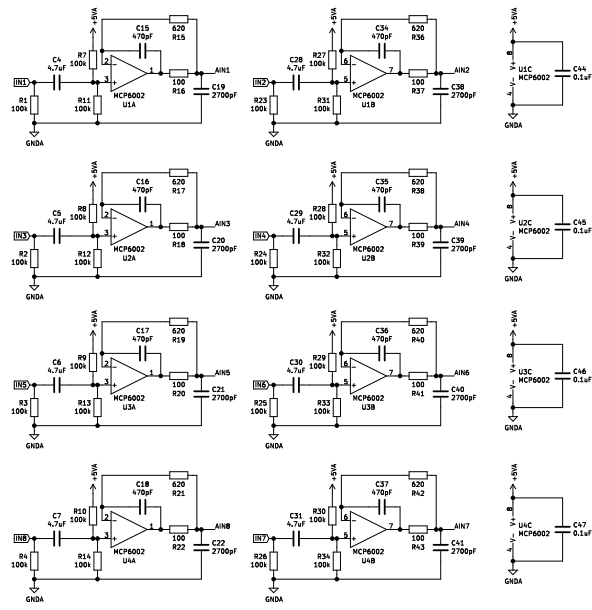 +5VA
C15
470pF
620
R15
C4
4.7uF
R7
100k
2
3
1
IN1
MCP6002
U1A
100
R16
AIN1
C19
2700pF
R1
100k
R11
100k
GNDA
+5VA
C34
470pF
620
R36
C28
4.7uF
R27
100k
6
5
7
IN2
MCP6002
U1B
100
R37
AIN2
C38
2700pF
R23
100k
R31
100k
GNDA
+5VA
8
V+
U1C
MCP6002
V-
4
C44
0.1uF
GNDA
+5VA
C16
470pF
620
R17
C5
4.7uF
R8
100k
2
3
1
IN3
MCP6002
U2A
100
R18
AIN3
C20
2700pF
R2
100k
R12
100k
GNDA
+5VA
C35
470pF
620
R38
C29
4.7uF
R28
100k
6
5
7
IN4
MCP6002
U2B
100
R39
AIN4
C39
2700pF
R24
100k
R32
100k
GNDA
+5VA
8
V+
U2C
MCP6002
V-
4
C45
0.1uF
GNDA
+5VA
C17
470pF
620
R19
C6
4.7uF
R9
100k
2
3
1
IN5
MCP6002
U3A
100
R20
AIN5
C21
2700pF
R3
100k
R13
100k
GNDA
+5VA
C36
470pF
620
R40
C30
4.7uF
R29
100k
6
5
7
IN6
MCP6002
U3B
100
R41
AIN6
C40
2700pF
R25
100k
R33
100k
GNDA
+5VA
8
V+
U3C
MCP6002
V-
4
C46
0.1uF
GNDA
+5VA
C18
470pF
620
R21
C7
4.7uF
R10
100k
2
3
1
IN8
MCP6002
U4A
100
R22
AIN8
C22
2700pF
R4
100k
R14
100k
GNDA
+5VA
C37
470pF
620
R42
C31
4.7uF
R30
100k
6
5
7
IN7
MCP6002
U4B
100
R43
AIN7
C41
2700pF
R26
100k
R34
100k
GNDA
+5VA
8
V+
U4C
MCP6002
V-
4
C47
0.1uF
GNDA